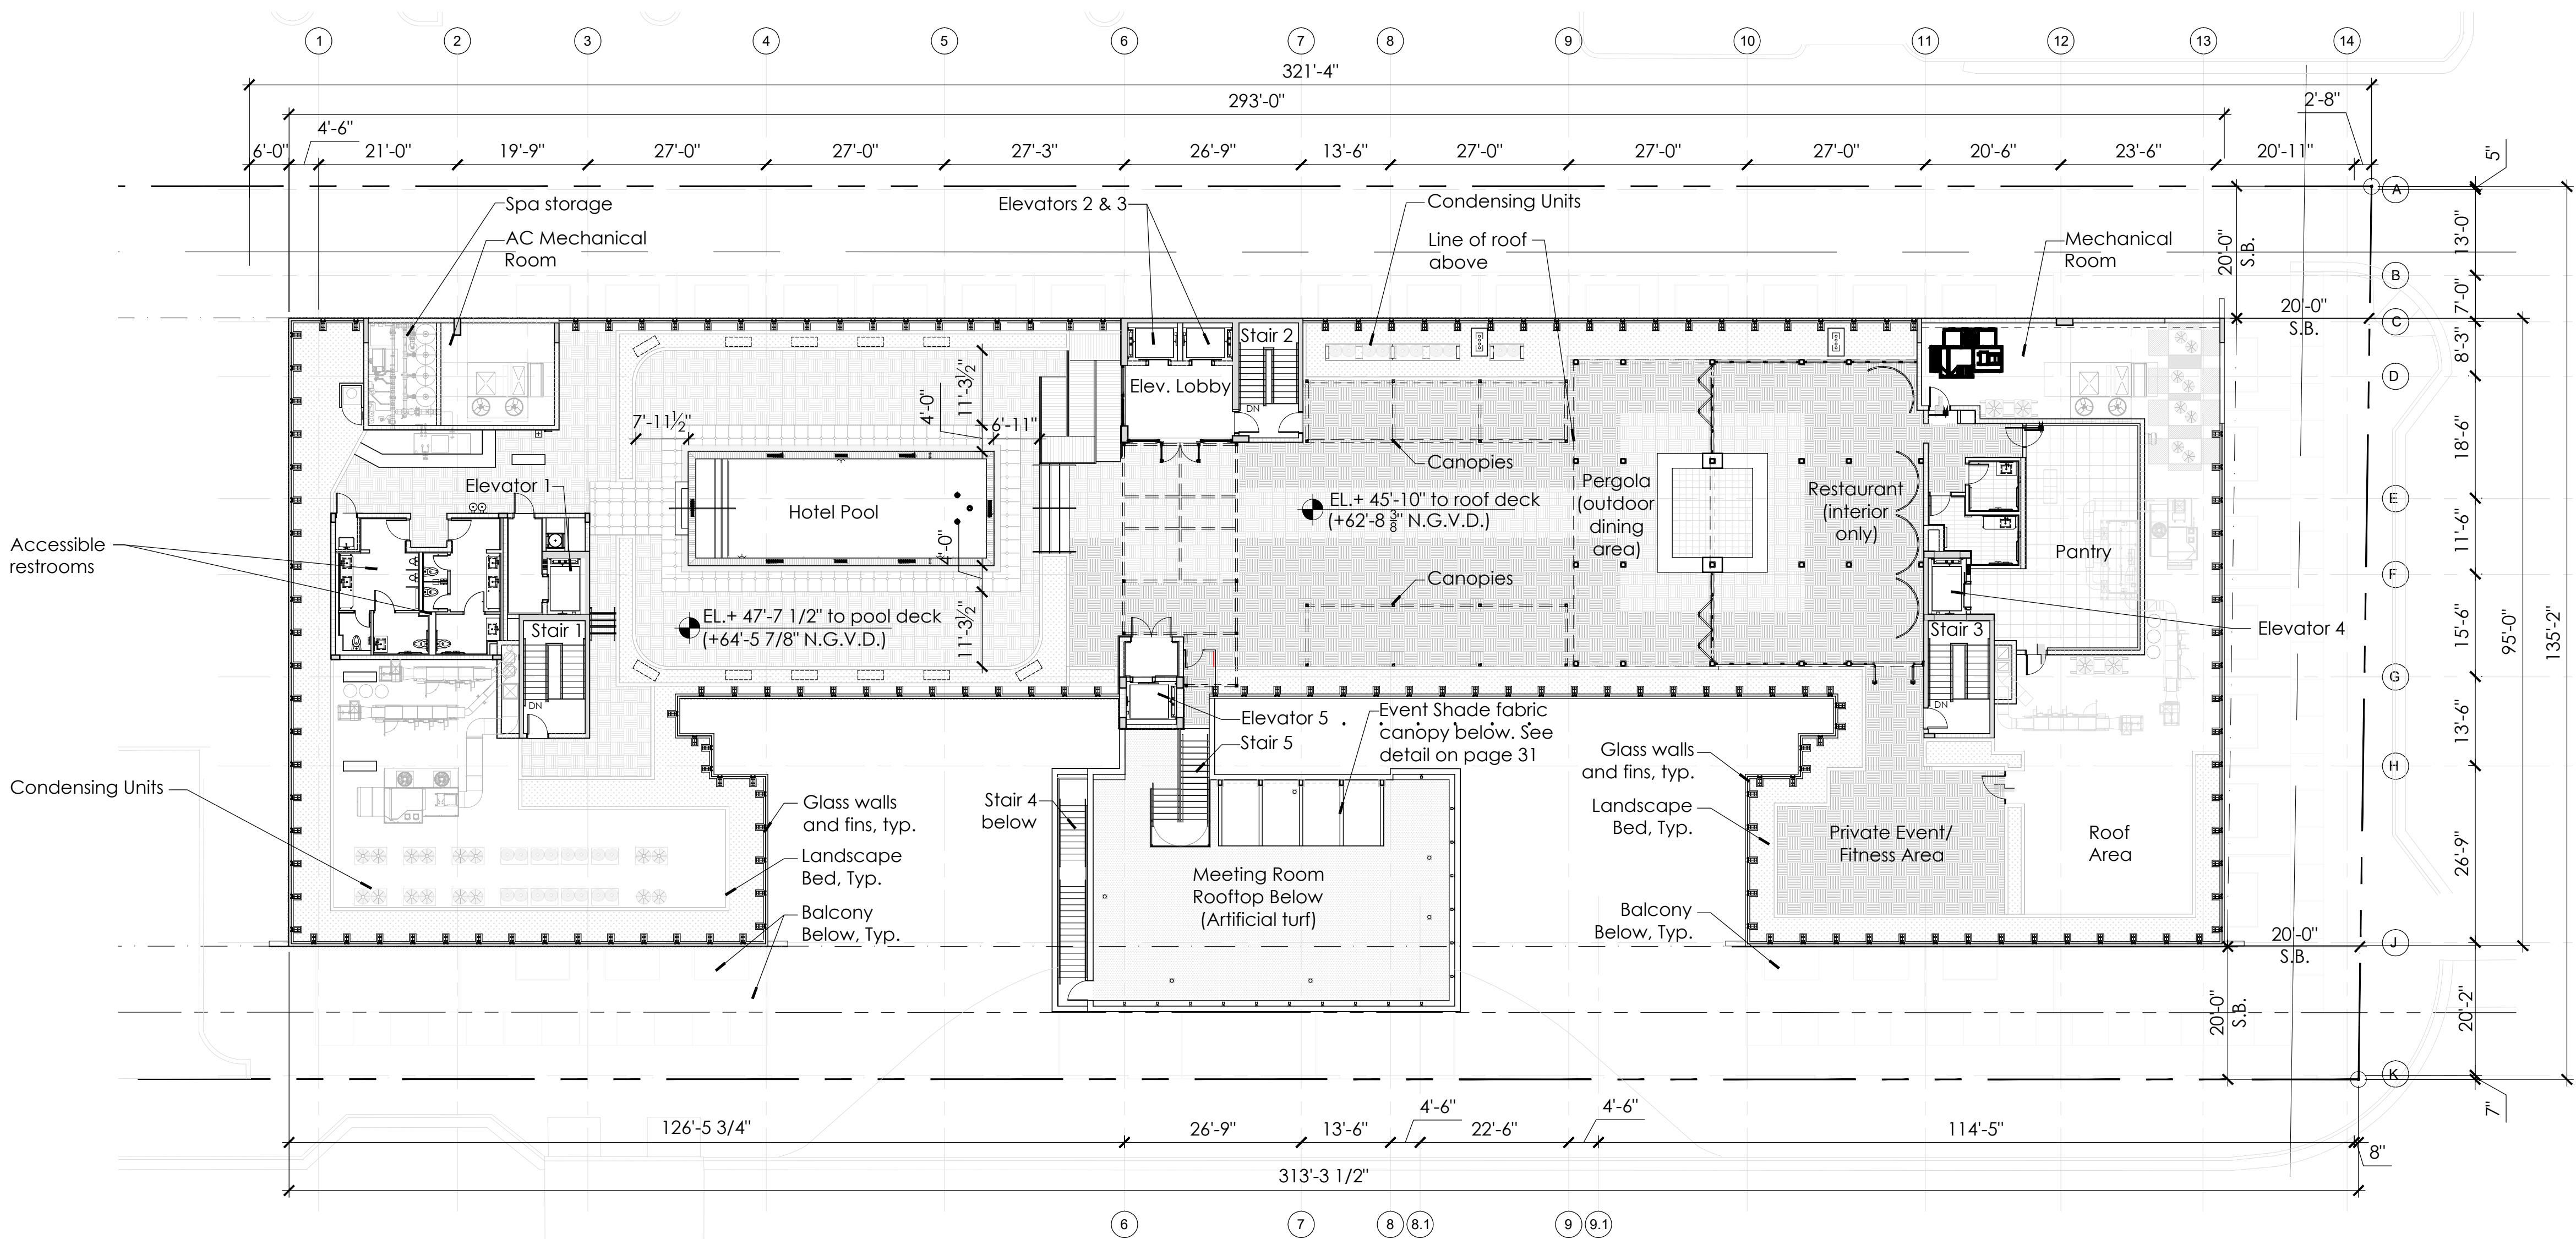 1 2 3 4 5 6 7 8 9 10 11 12 13 14
321'-4"
293'-0"
2'-8"
4'-6"
6'-0" 21'-0" 19'-9" 27'-0" 27'-0" 27'-3" 26'-9" 13'-6" 27'-0" 27'-0" 27'-0" 20'-6" 23'-6" 20'-11"
5"
A
Spa storage
Elevators 2 & 3
Condensing Units
AC Mechanical
Room
Line of roof
above
Mechanical
Room
20'-0"
S.B.
13'-0"
B
7'-0"
20'-0"
S.B.
C
8'-3"
D
Stair 2
Elev. Lobby
DN
11'-3½"
4'-0"
7'-11½"
6'-11"
18'-6"
Canopies
Elevator 1
Hotel Pool
EL.+ 45'-10" to roof deck
(+62'-8 3/8" N.G.V.D.)
Pergola
(outdoor
dining
area)
Restaurant
(interior
only)
E
11'-6"
Accessible
restrooms
4'-0"
Pantry
F
Canopies
EL.+ 47'-7 1/2" to pool deck
(+64'-5 7/8" N.G.V.D.)
11'-3½"
Stair 1
Stair 3
Elevator 4
15'-6"
95'-0"
135'-2"
G
DN
DN
Elevator 5
Stair 5
Event Shade fabric
canopy below. See
detail on page 31
13'-6"
Glass walls
and fins, typ.
H
Condensing Units
Stair 4
below
Glass walls
and fins, typ.
Landscape
Bed, Typ.
Private Event/
Fitness Area
Roof
Area
26'-9"
Landscape
Bed, Typ.
Meeting Room
Rooftop Below
(Artificial turf)
Balcony
Below, Typ.
Balcony
Below, Typ.
20'-0"
S.B.
J
20'-0"
S.B.
20'-2"
K
7"
4'-6" 4'-6"
126'-5 3/4" 26'-9" 13'-6" 22'-6" 114'-5"
8"
313'-3 1/2"
6 7 8 8.1 9 9.1